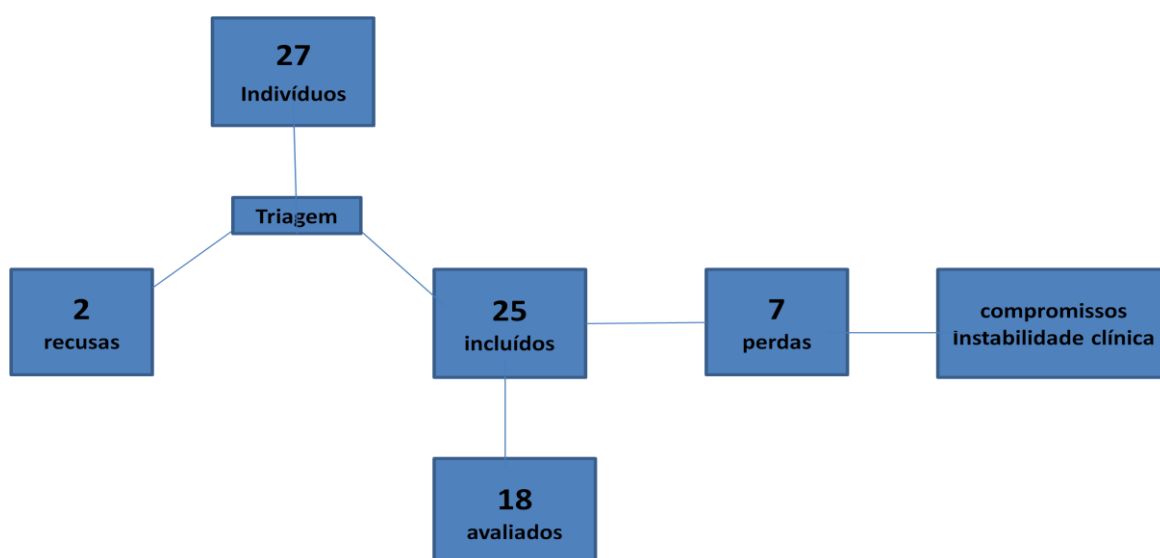 27
Indivíduos
Triagem
2
recusas
25
incluídos
7
perdas
compromissos
instabilidade clínica
18
avaliados